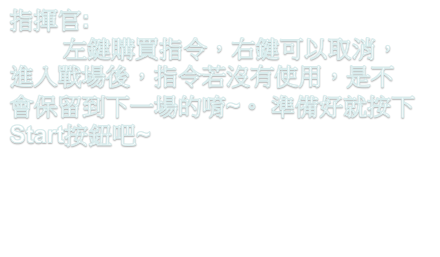 指揮官:
左鍵購買指令，右鍵可以取消，
進入戰場後，指令若沒有使用，是不
會保留到下一場的唷~。 準備好就按下
Start按鈕吧~